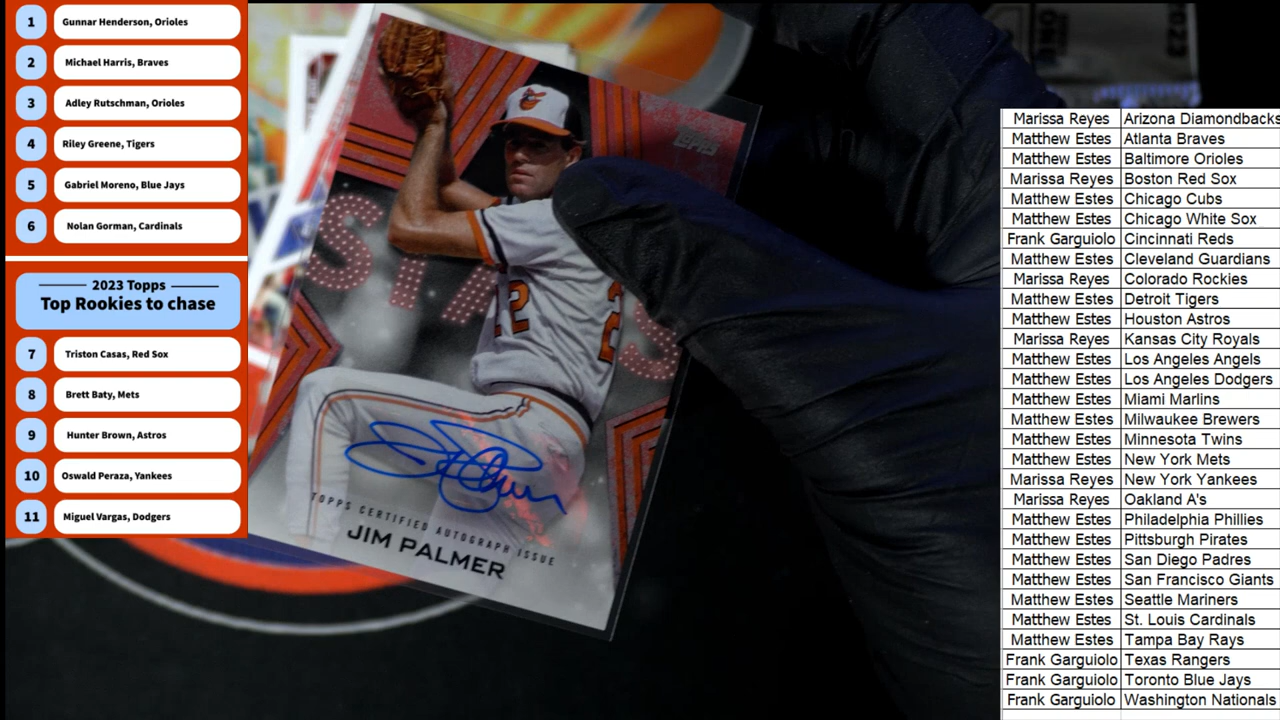 1 Gunnar Henderson, Orioles
2 Michael Harris, Braves
3 Adley Rutschman, Orioles
4 Riley Greene, Tigers
5 Gabriel Moreno, Blue Jays
6 Nolan Gorman, Cardinals
2023 Topps
Top Rookies to chase
7 Triston Casas, Red Sox
8 Brett Baty, Mets
9 Hunter Brown, Astros
10 Oswald Peraza, Yankees
11 Miguel Vargas, Dodgers
TOPPS
STARS
22
TOPPS CERTIFIED AUTOGRAPH ISSUE
JIM PALMER
2023
Marissa Reyes Arizona Diamondbacks
Matthew Estes Atlanta Braves
Matthew Estes Baltimore Orioles
Marissa Reyes Boston Red Sox
Matthew Estes Chicago Cubs
Matthew Estes Chicago White Sox
Frank Garguiolo Cincinnati Reds
Matthew Estes Cleveland Guardians
Marissa Reyes Colorado Rockies
Matthew Estes Detroit Tigers
Matthew Estes Houston Astros
Marissa Reyes Kansas City Royals
Matthew Estes Los Angeles Angels
Matthew Estes Los Angeles Dodgers
Matthew Estes Miami Marlins
Matthew Estes Milwaukee Brewers
Matthew Estes Minnesota Twins
Matthew Estes New York Mets
Marissa Reyes New York Yankees
Marissa Reyes Oakland A's
Matthew Estes Philadelphia Phillies
Matthew Estes Pittsburgh Pirates
Matthew Estes San Diego Padres
Matthew Estes San Francisco Giants
Matthew Estes Seattle Mariners
Matthew Estes St. Louis Cardinals
Matthew Estes Tampa Bay Rays
Frank Garguiolo Texas Rangers
Frank Garguiolo Toronto Blue Jays
Frank Garguiolo Washington Nationals